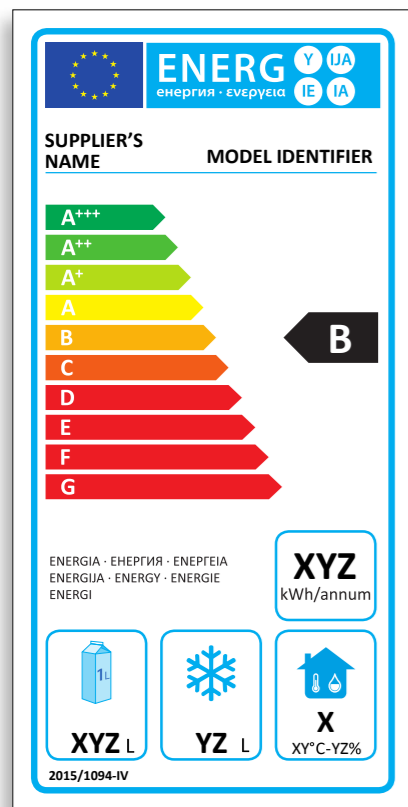 ENERG Y IJA
енергия · ενεργεια IE IA
SUPPLIER'S
NAME MODEL IDENTIFIER
A+++
A++
A+
A
B B
C
D
E
F
G
ENERGIA · ЕНЕРГИЯ · ΕΝΕΡΓΕΙΑ
ENERGIJA · ENERGY · ENERGIE
ENERGI
XYZ
kWh/annum
1L
XYZ L
YZ L
X
XY°C-YZ%
2015/1094-IV